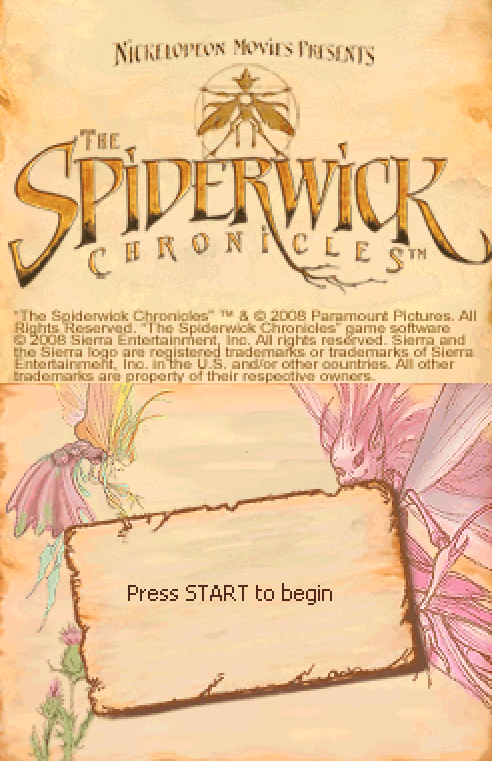 NICKELODEON MOVIES PRESENTS
THE
SPIDERWICK
CHRONICLES™
"The Spiderwick Chronicles" ™ & © 2008 Paramount Pictures. All
Rights Reserved. "The Spiderwick Chronicles" game software
© 2008 Sierra Entertainment, Inc. All rights reserved. Sierra and
the Sierra logo are registered trademarks or trademarks of Sierra
Entertainment, Inc. in the U.S. and/or other countries. All other
trademarks are property of their respective owners.
Press START to begin